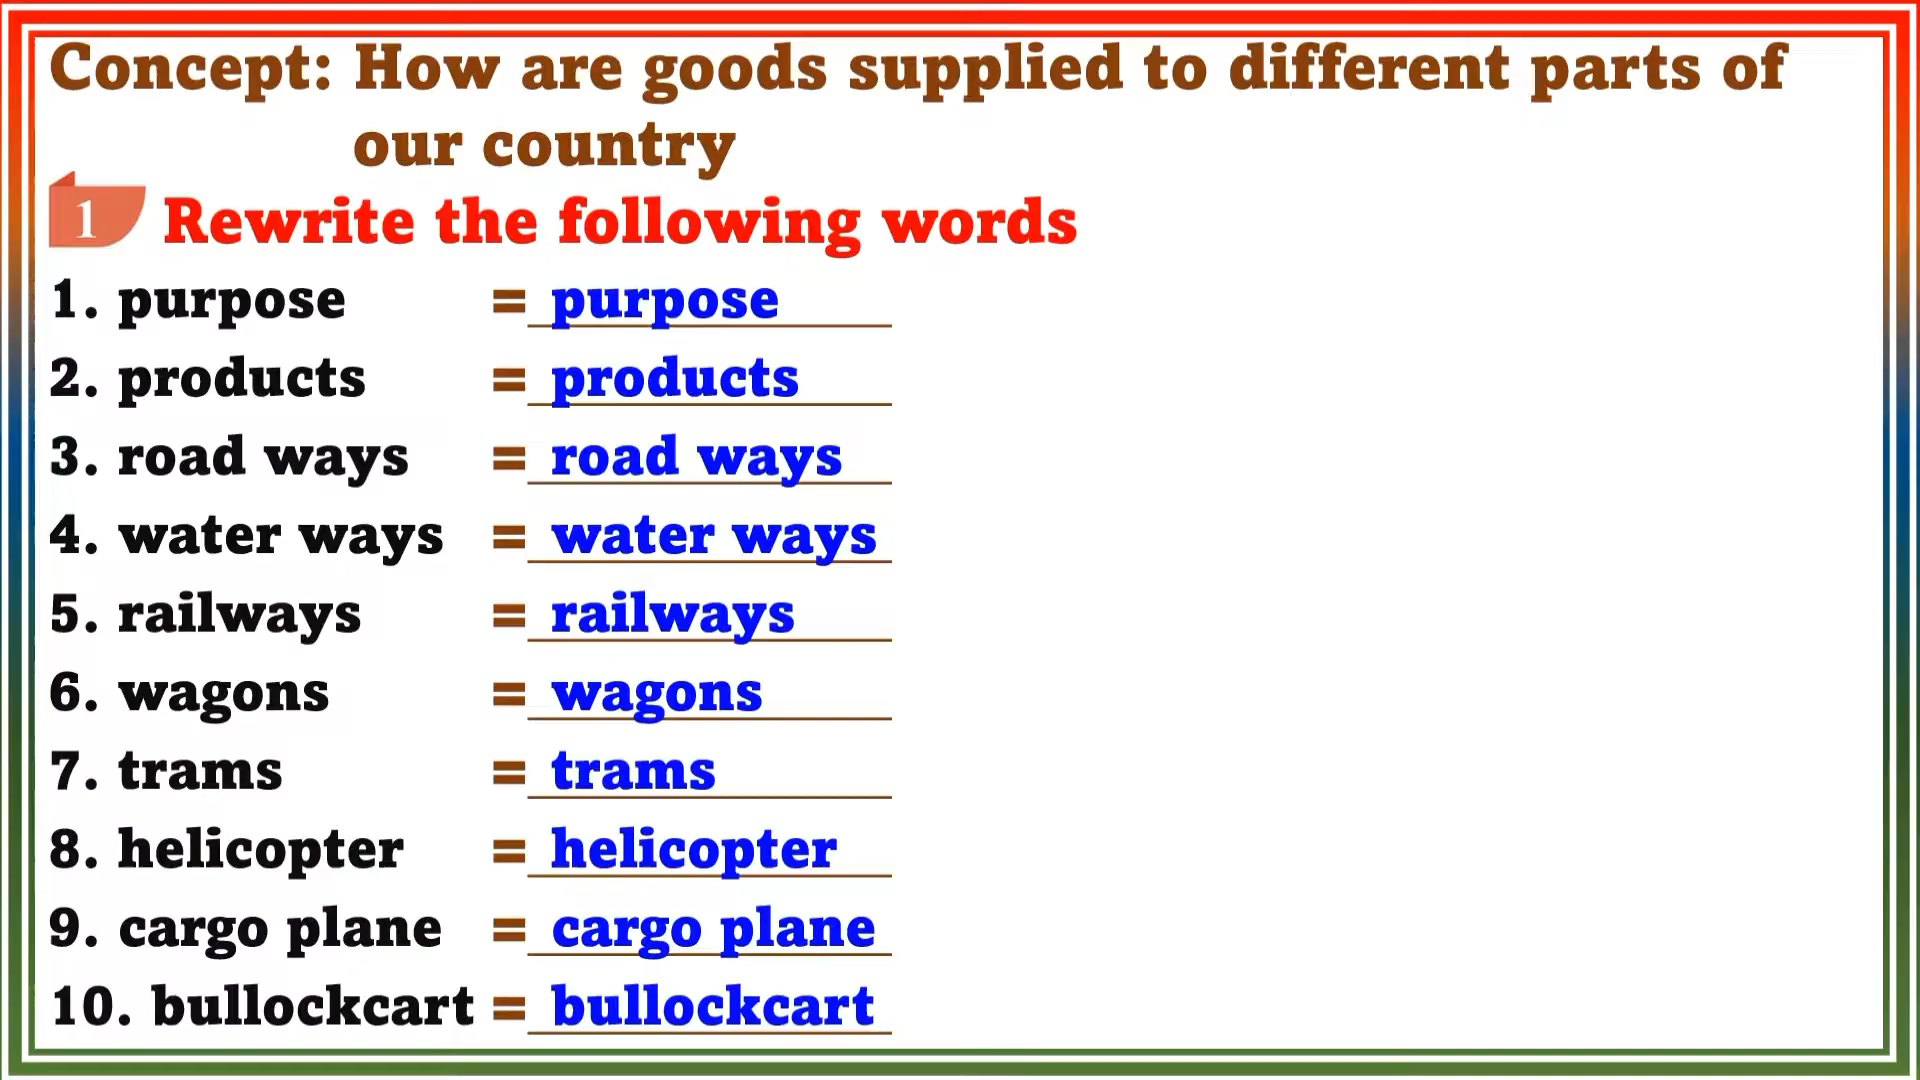 Concept: How are goods supplied to different parts of
our country
1 Rewrite the following words
1. purpose = purpose
2. products = products
3. road ways = road ways
4. water ways = water ways
5. railways = railways
6. wagons = wagons
7. trams = trams
8. helicopter = helicopter
9. cargo plane = cargo plane
10. bullockcart = bullockcart